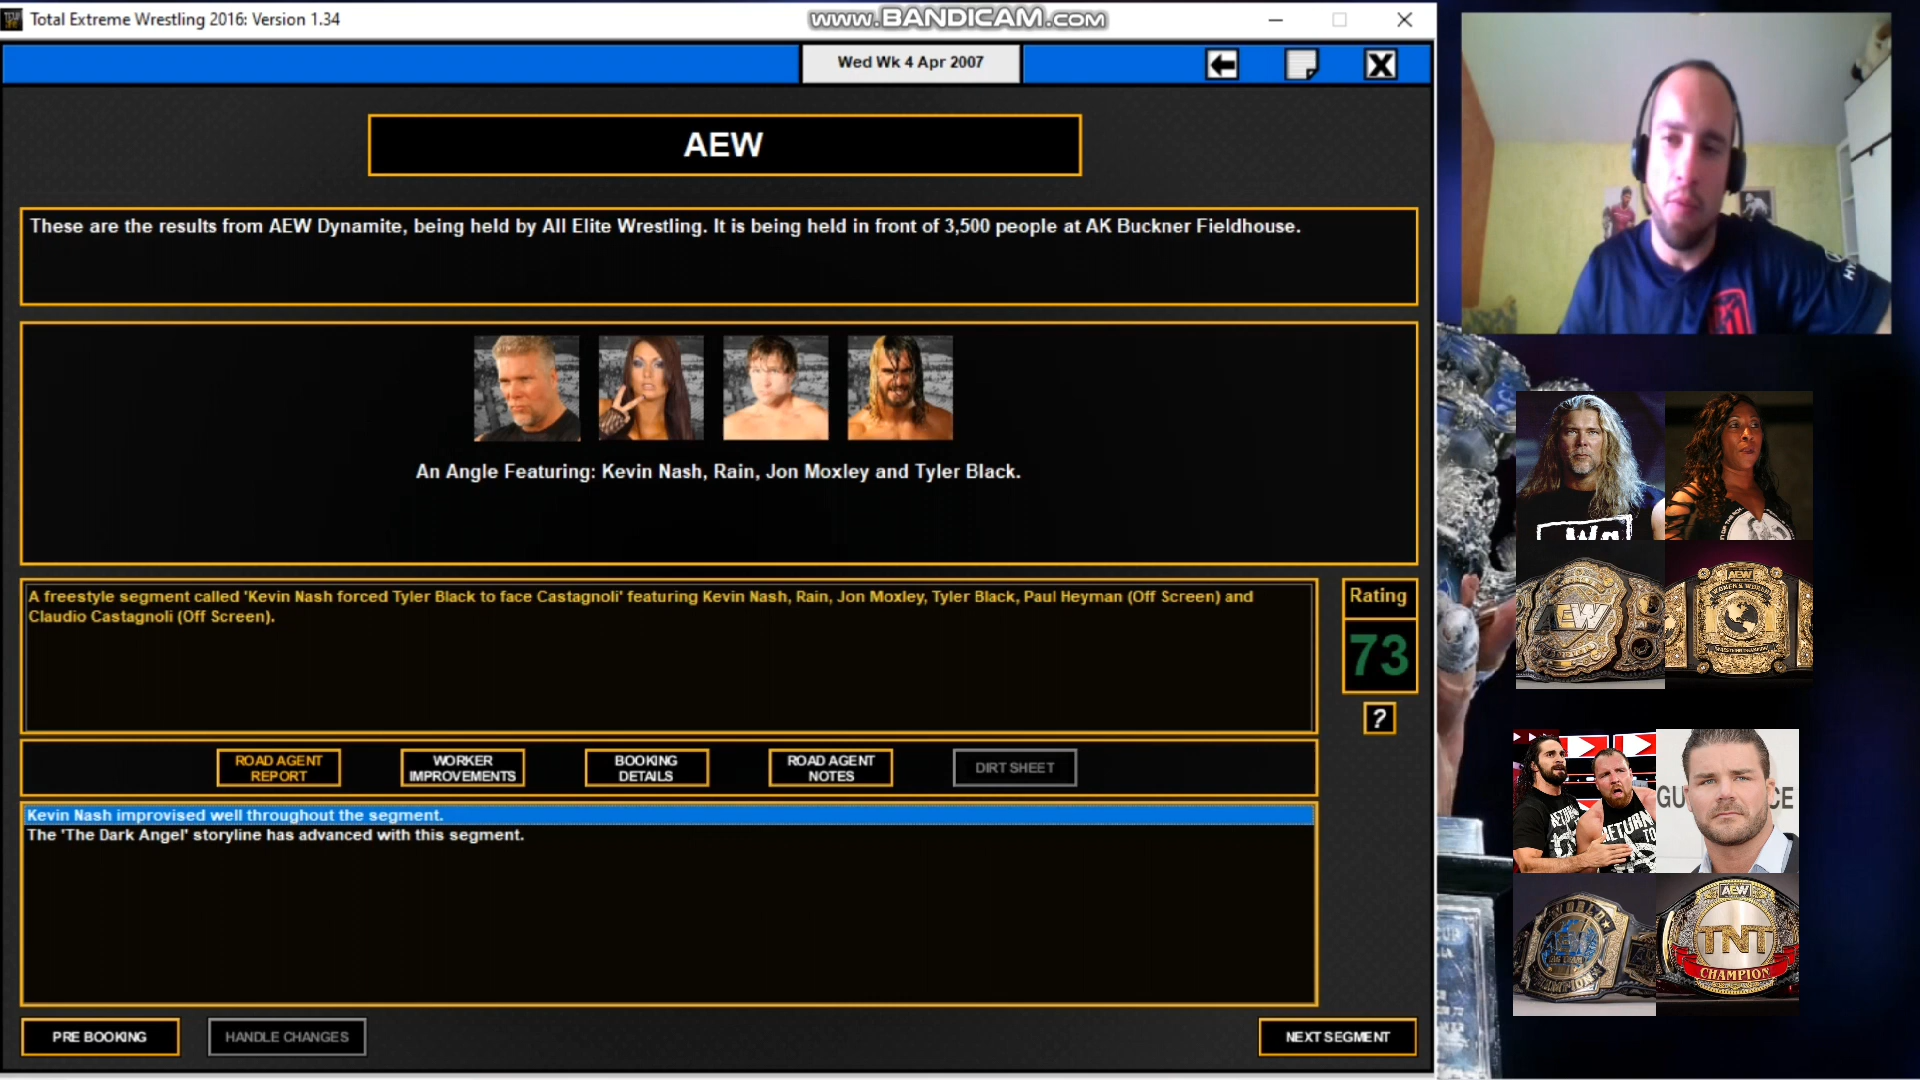 Total Extreme Wrestling 2016: Version 1.34
www.BANDICAM.com
Wed Wk 4 Apr 2007
AEW
These are the results from AEW Dynamite, being held by All Elite Wrestling. It is being held in front of 3,500 people at AK Buckner Fieldhouse.
An Angle Featuring: Kevin Nash, Rain, Jon Moxley and Tyler Black.
A freestyle segment called 'Kevin Nash forced Tyler Black to face Castagnoli' featuring Kevin Nash, Rain, Jon Moxley, Tyler Black, Paul Heyman (Off Screen) and
Claudio Castagnoli (Off Screen).
Rating
73
?
ROAD AGENT
REPORT
WORKER
IMPROVEMENTS
BOOKING
DETAILS
ROAD AGENT
NOTES
DIRT SHEET
Kevin Nash improvised well throughout the segment.
The 'The Dark Angel' storyline has advanced with this segment.
PRE BOOKING
HANDLE CHANGES
NEXT SEGMENT
AEW
AEW
AEW
TNT
CHAMPION